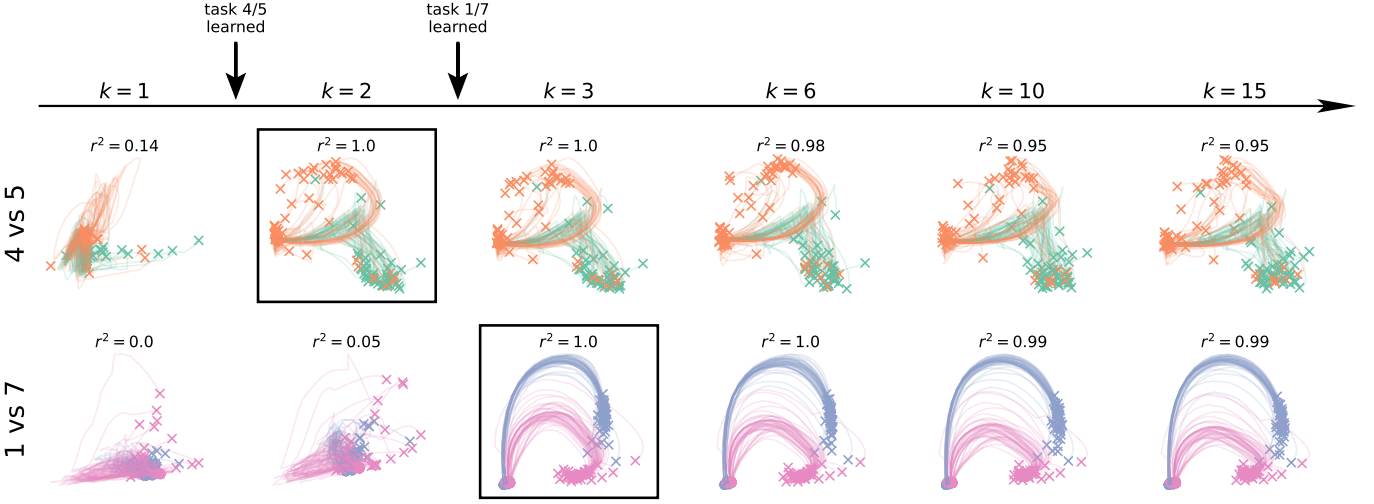 task 4/5
learned
task 1/7
learned
k = 1
k = 2
k = 3
k = 6
k = 10
k = 15
4 vs 5
r² = 0.14
r² = 1.0
r² = 1.0
r² = 0.98
r² = 0.95
r² = 0.95
1 vs 7
r² = 0.0
r² = 0.05
r² = 1.0
r² = 1.0
r² = 0.99
r² = 0.99